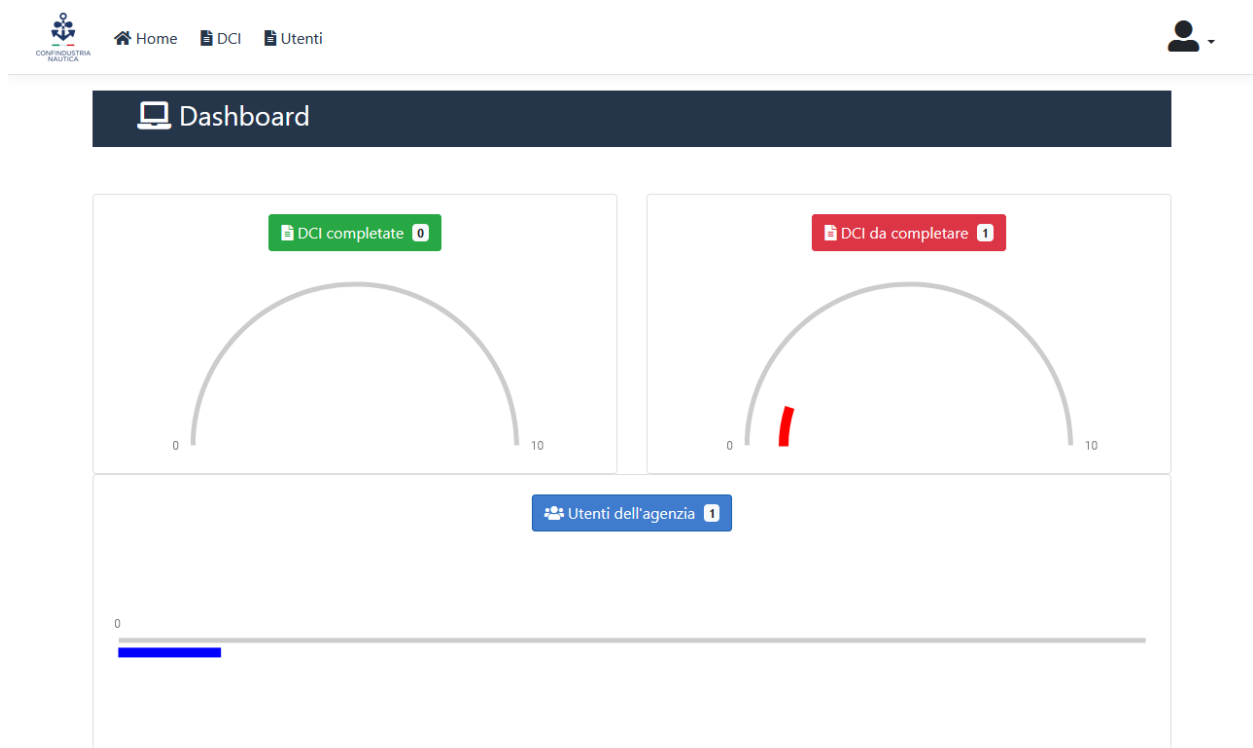 CONFINDUSTRIA
NAUTICA
Home DCI Utenti
Dashboard
DCI completate 0
DCI da completare 1
0 10
0 10
Utenti dell'agenzia 1
0